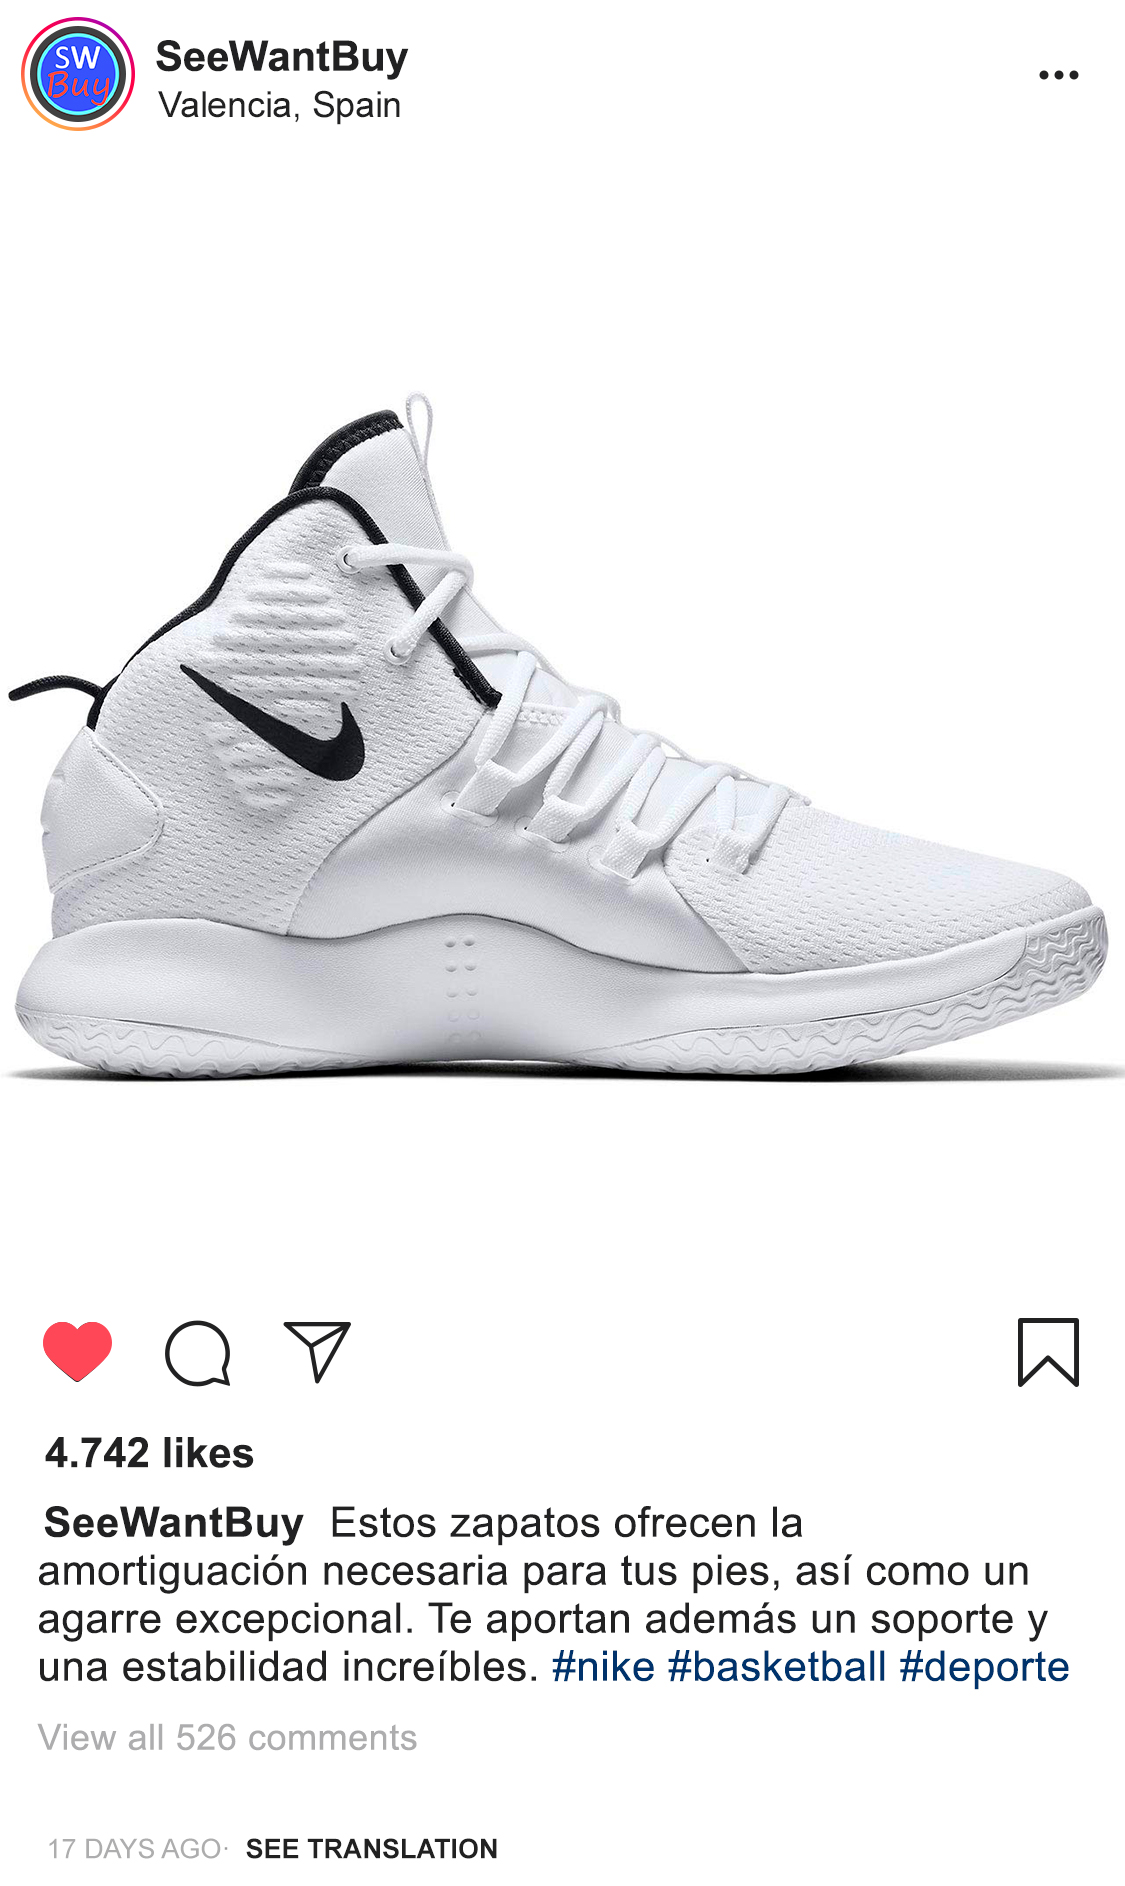 SW
Buy
SeeWantBuy
Valencia, Spain
4.742 likes
SeeWantBuy Estos zapatos ofrecen la
amortiguación necesaria para tus pies, así como un
agarre excepcional. Te aportan además un soporte y
una estabilidad increíbles. #nike #basketball #deporte
View all 526 comments
17 DAYS AGO· SEE TRANSLATION